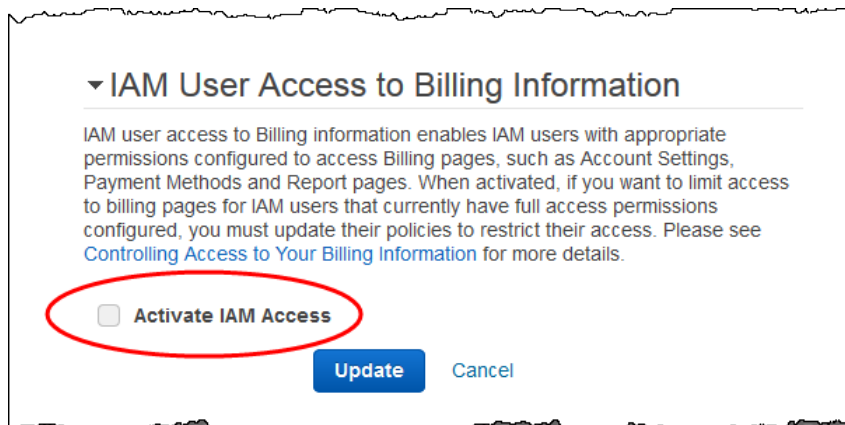 IAM User Access to Billing Information
IAM user access to Billing information enables IAM users with appropriate
permissions configured to access Billing pages, such as Account Settings,
Payment Methods and Report pages. When activated, if you want to limit access
to billing pages for IAM users that currently have full access permissions
configured, you must update their policies to restrict their access. Please see
Controlling Access to Your Billing Information for more details.
Activate IAM Access
Update Cancel